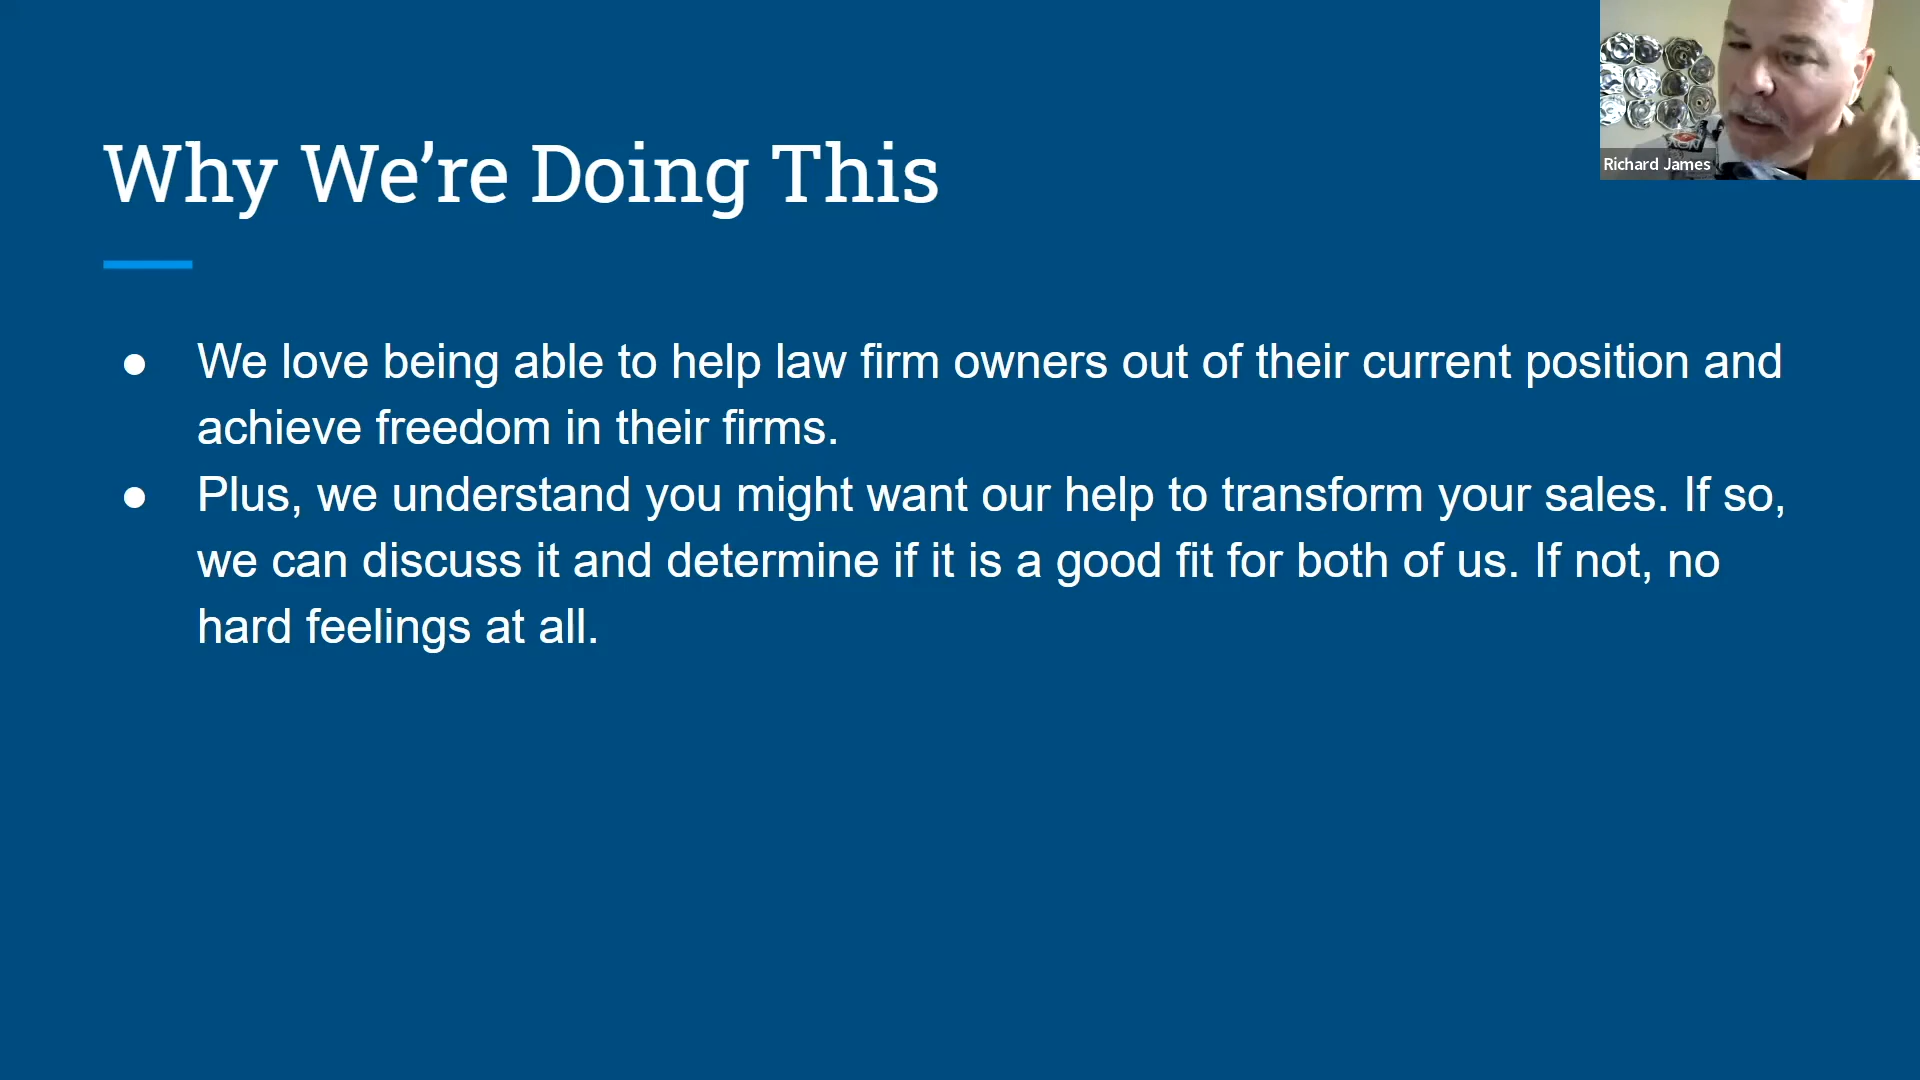 Why We’re Doing This
Richard James
● We love being able to help law firm owners out of their current position and
achieve freedom in their firms.
● Plus, we understand you might want our help to transform your sales. If so,
we can discuss it and determine if it is a good fit for both of us. If not, no
hard feelings at all.